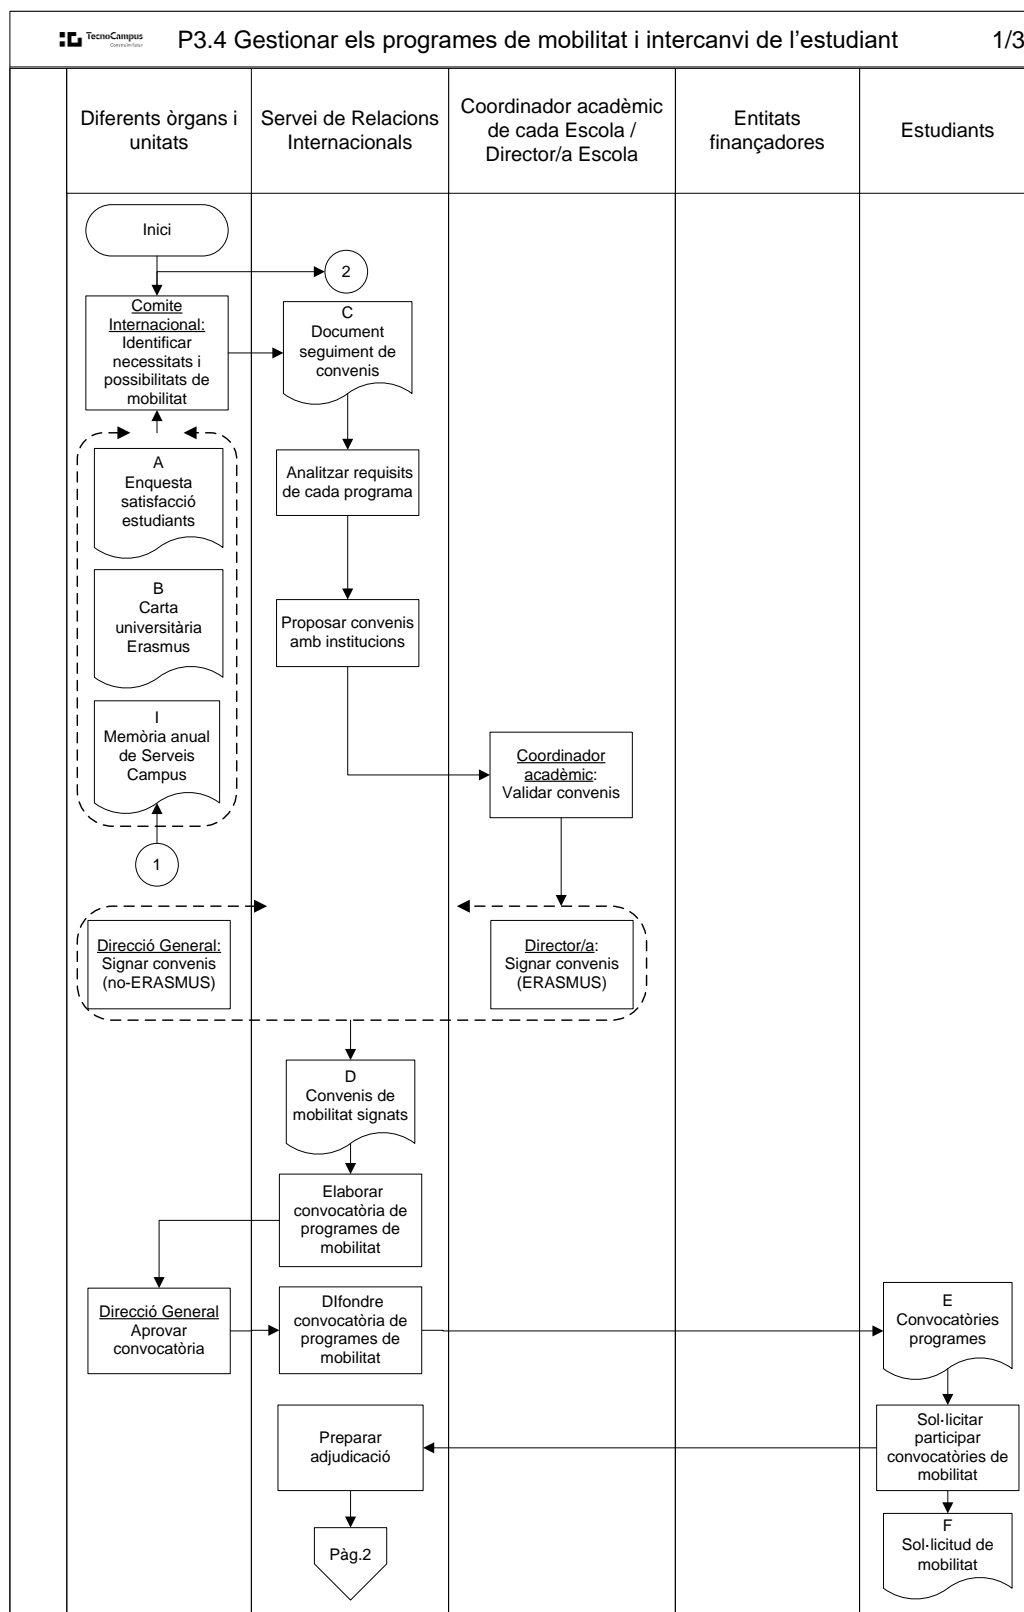 TecnoCampus
P3.4 Gestionar els programes de mobilitat i intercanvi de l’estudiant
1/3
Diferents òrgans i
unitats
Servei de Relacions
Internacionals
Coordinador acadèmic
de cada Escola /
Director/a Escola
Entitats
finançadores
Estudiants
Inici
2
Comite
Internacional:
Identificar
necessitats i
possibilitats de
mobilitat
C
Document
seguiment de
convenis
A
Enquesta
satisfacció
estudiants
Analitzar requisits
de cada programa
B
Carta
universitària
Erasmus
Proposar convenis
amb institucions
I
Memòria anual
de Serveis
Campus
Coordinador
acadèmic:
Validar convenis
1
Direcció General:
Signar convenis
(no-ERASMUS)
Director/a:
Signar convenis
(ERASMUS)
D
Convenis de
mobilitat signats
Elaborar
convocatòria de
programes de
mobilitat
Direcció General
Aprovar
convocatòria
DIfondre
convocatòria de
programes de
mobilitat
E
Convocatòries
programes
Preparar
adjudicació
Sol·licitar
participar
convocatòries de
mobilitat
Pàg.2
F
Sol·licitud de
mobilitat